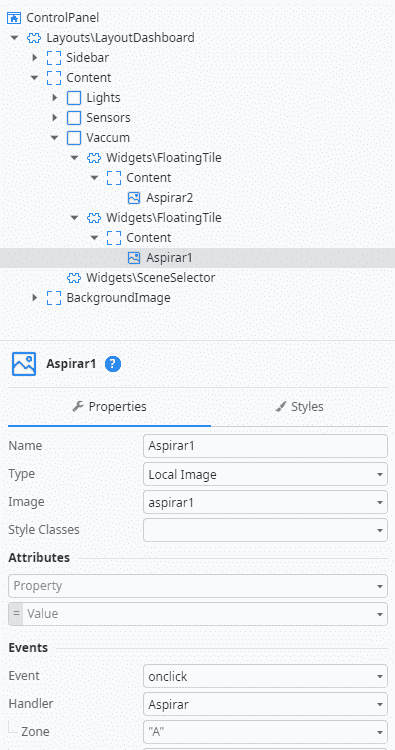 ControlPanel
Layouts\LayoutDashboard
Sidebar
Content
Lights
Sensors
Vaccum
Widgets\FloatingTile
Content
Aspirar2
Widgets\FloatingTile
Content
Aspirar1
Widgets\SceneSelector
BackgroundImage
Aspirar1 ?
Properties Styles
Name Aspirar1
Type Local Image
Image aspirar1
Style Classes
Attributes
Property
= Value
Events
Event onclick
Handler Aspirar
Zone "A"